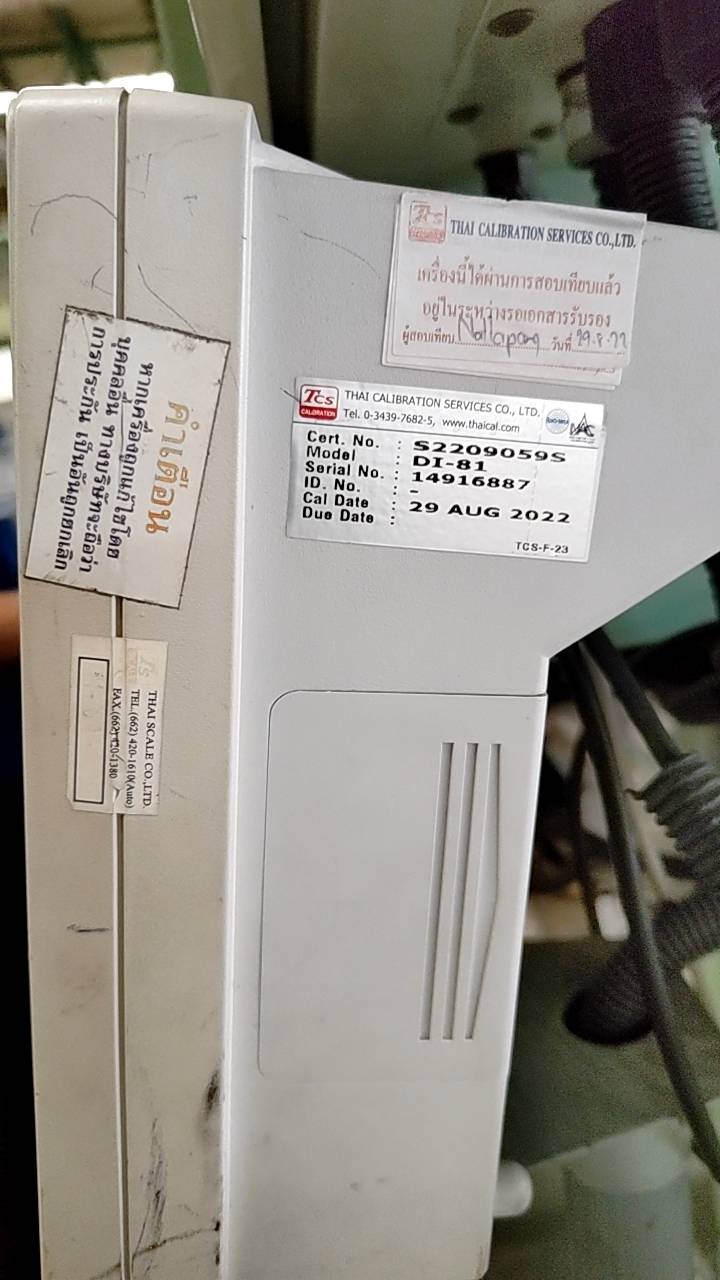 TCS THAI CALIBRATION SERVICES CO.,LTD.
เครื่องนี้ได้ผ่านการสอบเทียบแล้ว
อยู่ในระหว่างรอเอกสารรับรอง
ผู้สอบเทียบ Nattapong วันที่ 29.8.22
TCS CALIBRATION
THAI CALIBRATION SERVICES CO., LTD.
Tel. 0-3439-7682-5, www.thaical.com
Cert. No. : S2209059S
Model : DI-81
Serial No. : 14916887
ID. No. : -
Cal Date : 29 AUG 2022
Due Date :
TCS-F-23
คำเตือน
หากเครื่องถูกแก้ไขโดย
บุคคลอื่น ทางบริษัทจะถือว่า
การประกัน เป็นอันถูกยกเลิก
THAI SCALE CO.,LTD.
TEL.(662) 420-1610(Auto)
FAX.(662) 420-1380